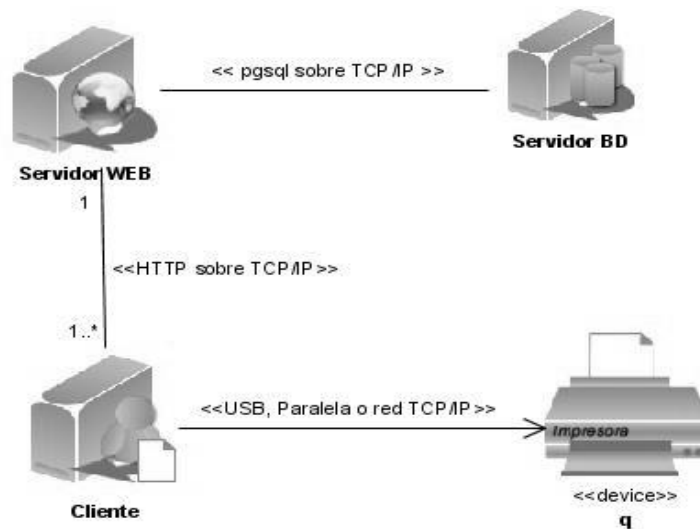 << pgsql sobre TCP/IP >>
Servidor WEB
Servidor BD
1
<<HTTP sobre TCP/IP>>
1..*
<<USB, Paralela o red TCP/IP>>
Impresora
Cliente
<<device>>
q